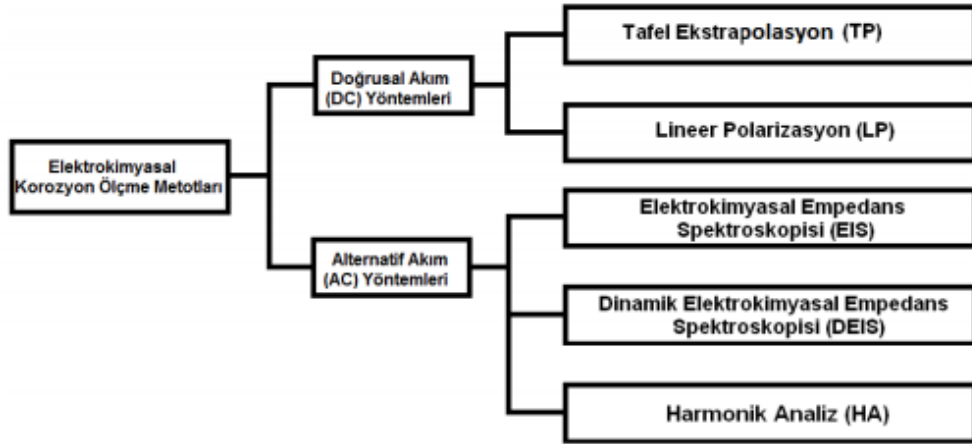 Elektrokimyasal
Korozyon Ölçme Metotları
Doğrusal Akım
(DC) Yöntemleri
Tafel Ekstrapolasyon (TP)
Lineer Polarizasyon (LP)
Alternatif Akım
(AC) Yöntemleri
Elektrokimyasal Empedans
Spektroskopisi (EIS)
Dinamik Elektrokimyasal Empedans
Spektroskopisi (DEIS)
Harmonik Analiz (HA)